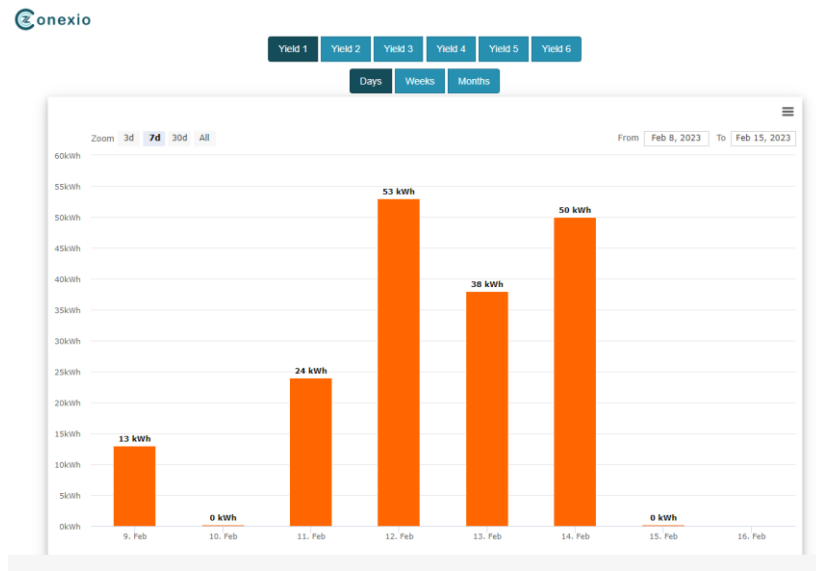 Conexio
Yield 1 Yield 2 Yield 3 Yield 4 Yield 5 Yield 6
Days Weeks Months
Zoom 3d 7d 30d All From Feb 8, 2023 To Feb 15, 2023
60kWh
55kWh
53 kWh
50 kWh
50kWh
45kWh
40kWh
38 kWh
35kWh
30kWh
24 kWh
25kWh
20kWh
13 kWh
15kWh
10kWh
5kWh
0 kWh 0 kWh
0kWh
9. Feb 10. Feb 11. Feb 12. Feb 13. Feb 14. Feb 15. Feb 16. Feb